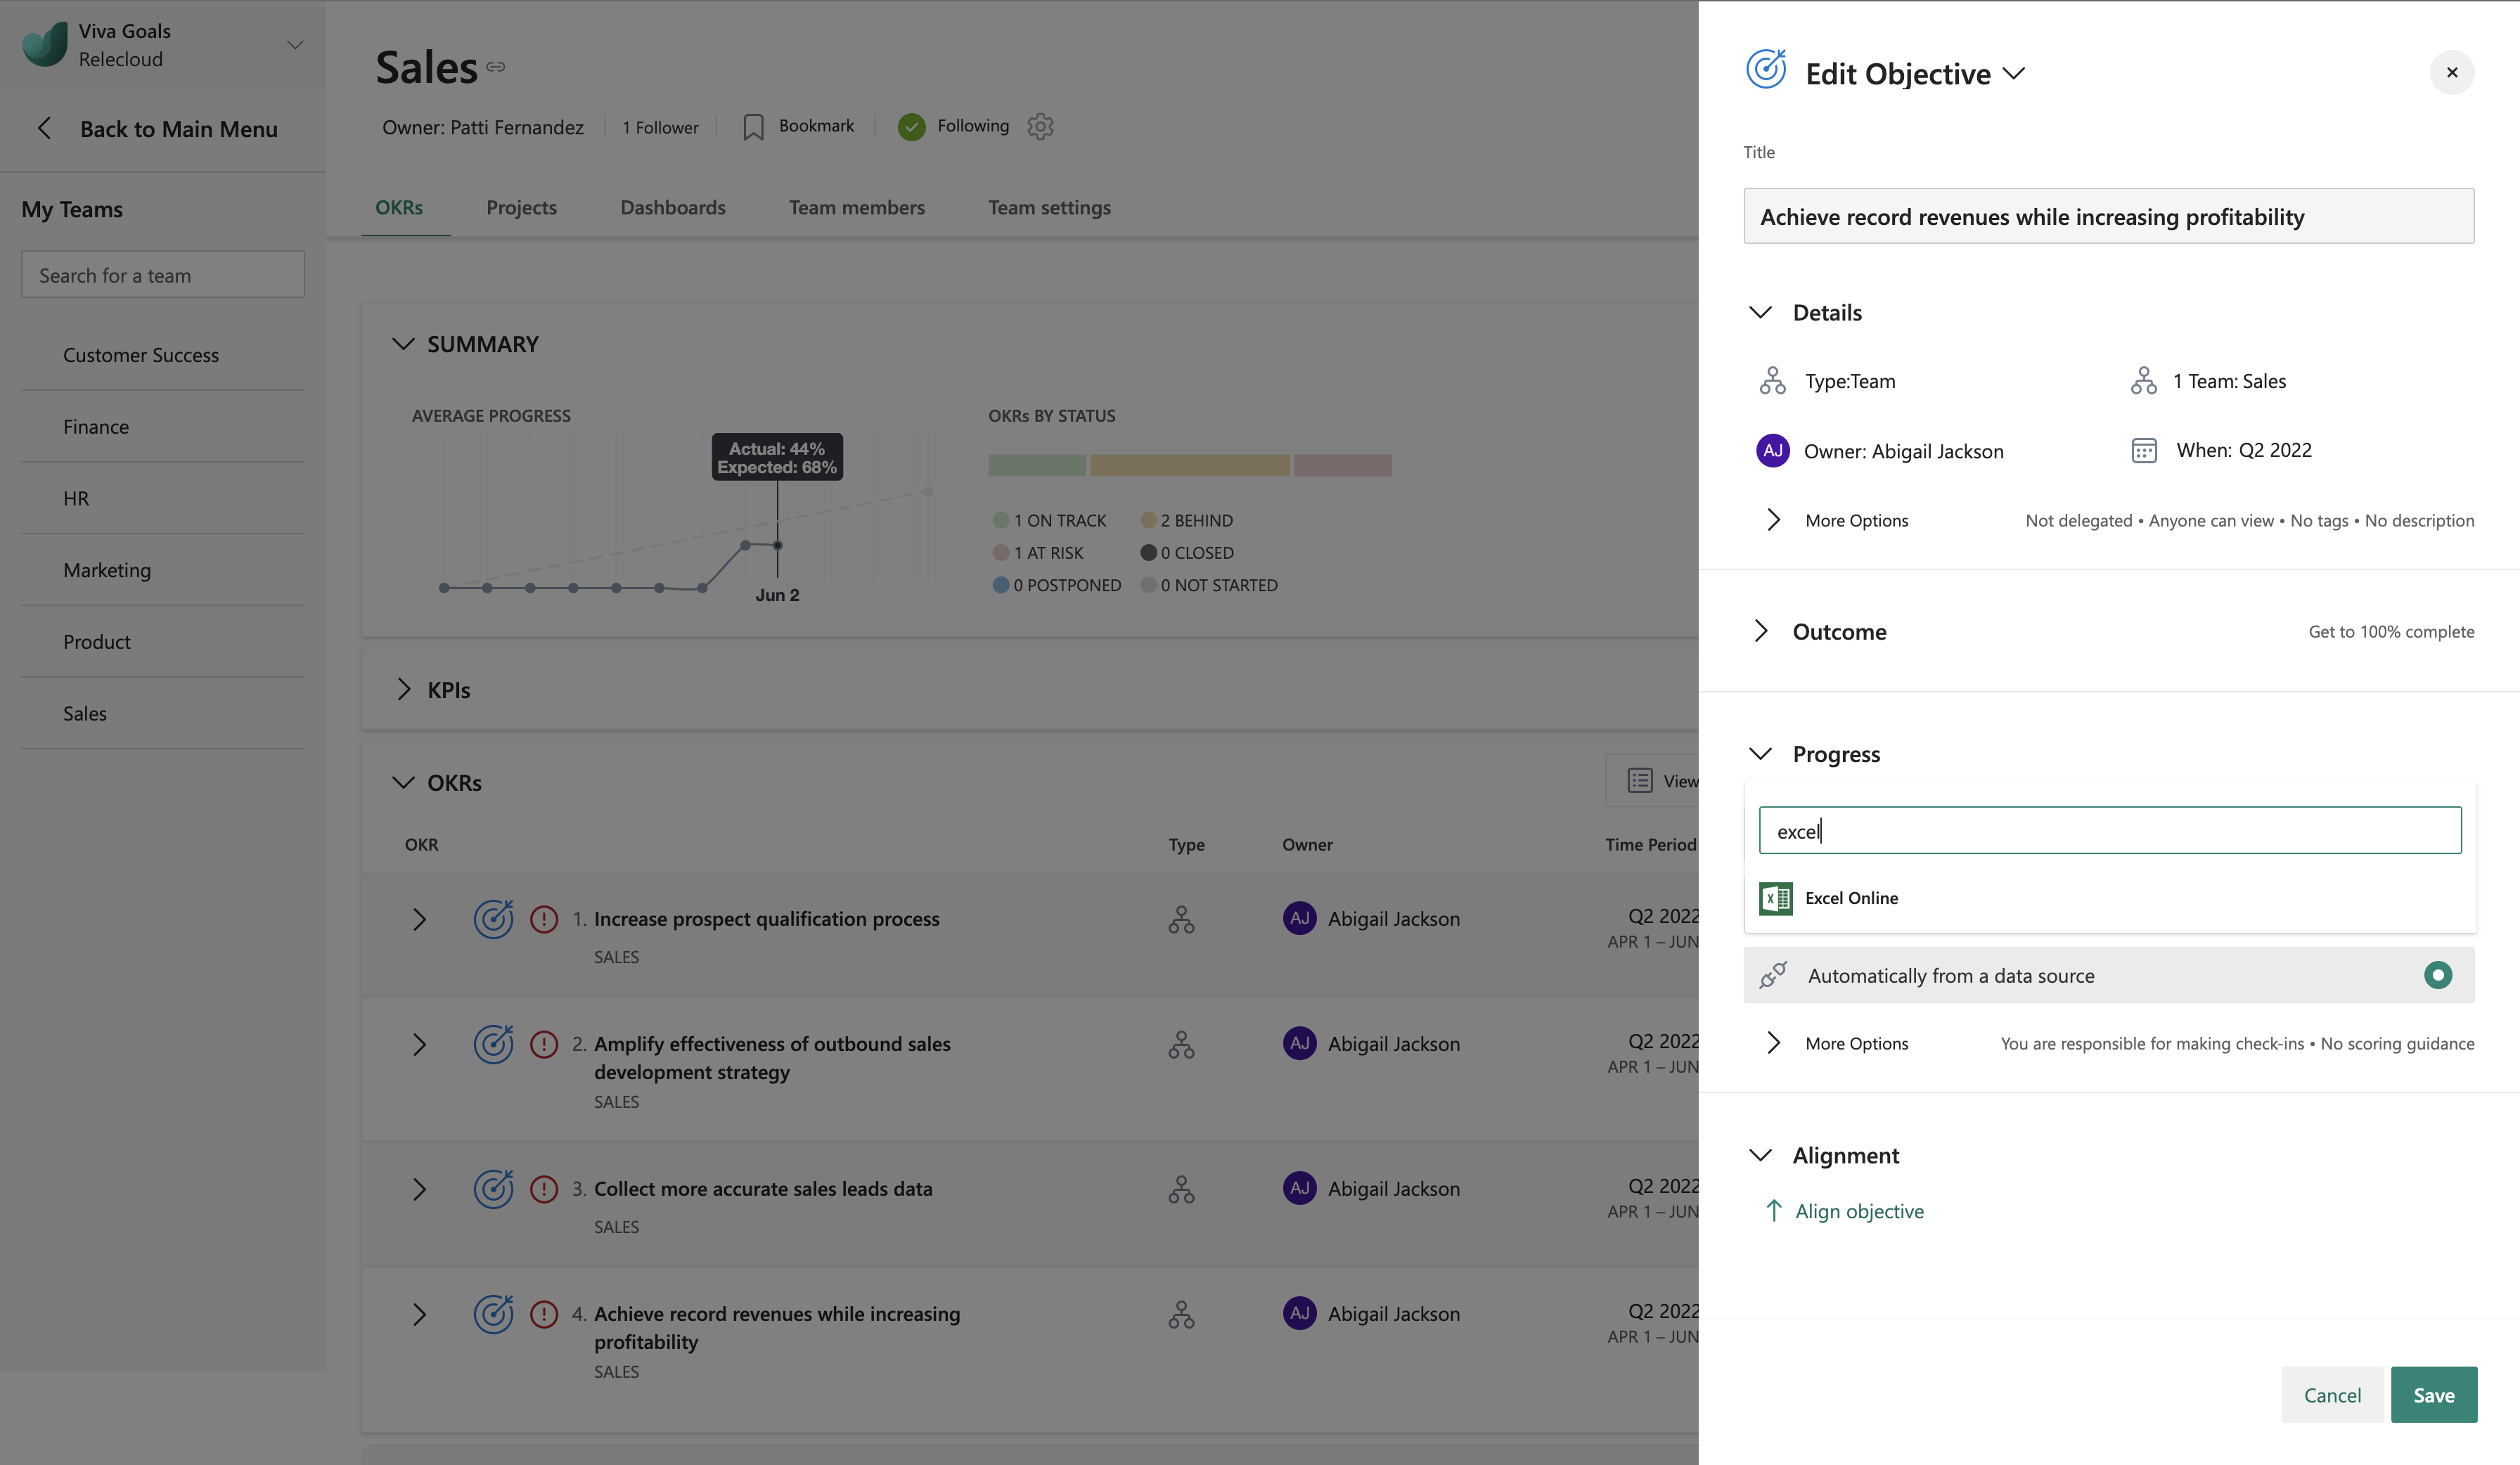 Viva Goals
Relecloud
Back to Main Menu
My Teams
Search for a team
Customer Success
Finance
HR
Marketing
Product
Sales
Sales
Owner: Patti Fernandez
1 Follower
Bookmark
Following
OKRs
Projects
Dashboards
Team members
Team settings
SUMMARY
AVERAGE PROGRESS
Actual: 44%
Expected: 68%
Jun 2
OKRs BY STATUS
1 ON TRACK
2 BEHIND
1 AT RISK
0 CLOSED
0 POSTPONED
0 NOT STARTED
KPIs
OKRs
View
OKR
Type
Owner
Time Period
1. Increase prospect qualification process
SALES
AJ
Abigail Jackson
Q2 2022
APR 1 – JUN
2. Amplify effectiveness of outbound sales
development strategy
SALES
AJ
Abigail Jackson
Q2 2022
APR 1 – JUN
3. Collect more accurate sales leads data
SALES
AJ
Abigail Jackson
Q2 2022
APR 1 – JUN
4. Achieve record revenues while increasing
profitability
SALES
AJ
Abigail Jackson
Q2 2022
APR 1 – JUN
Edit Objective
Title
Achieve record revenues while increasing profitability
Details
Type:Team
1 Team: Sales
AJ
Owner: Abigail Jackson
When: Q2 2022
More Options
Not delegated • Anyone can view • No tags • No description
Outcome
Get to 100% complete
Progress
excel
X
Excel Online
Automatically from a data source
More Options
You are responsible for making check-ins • No scoring guidance
Alignment
Align objective
Cancel
Save